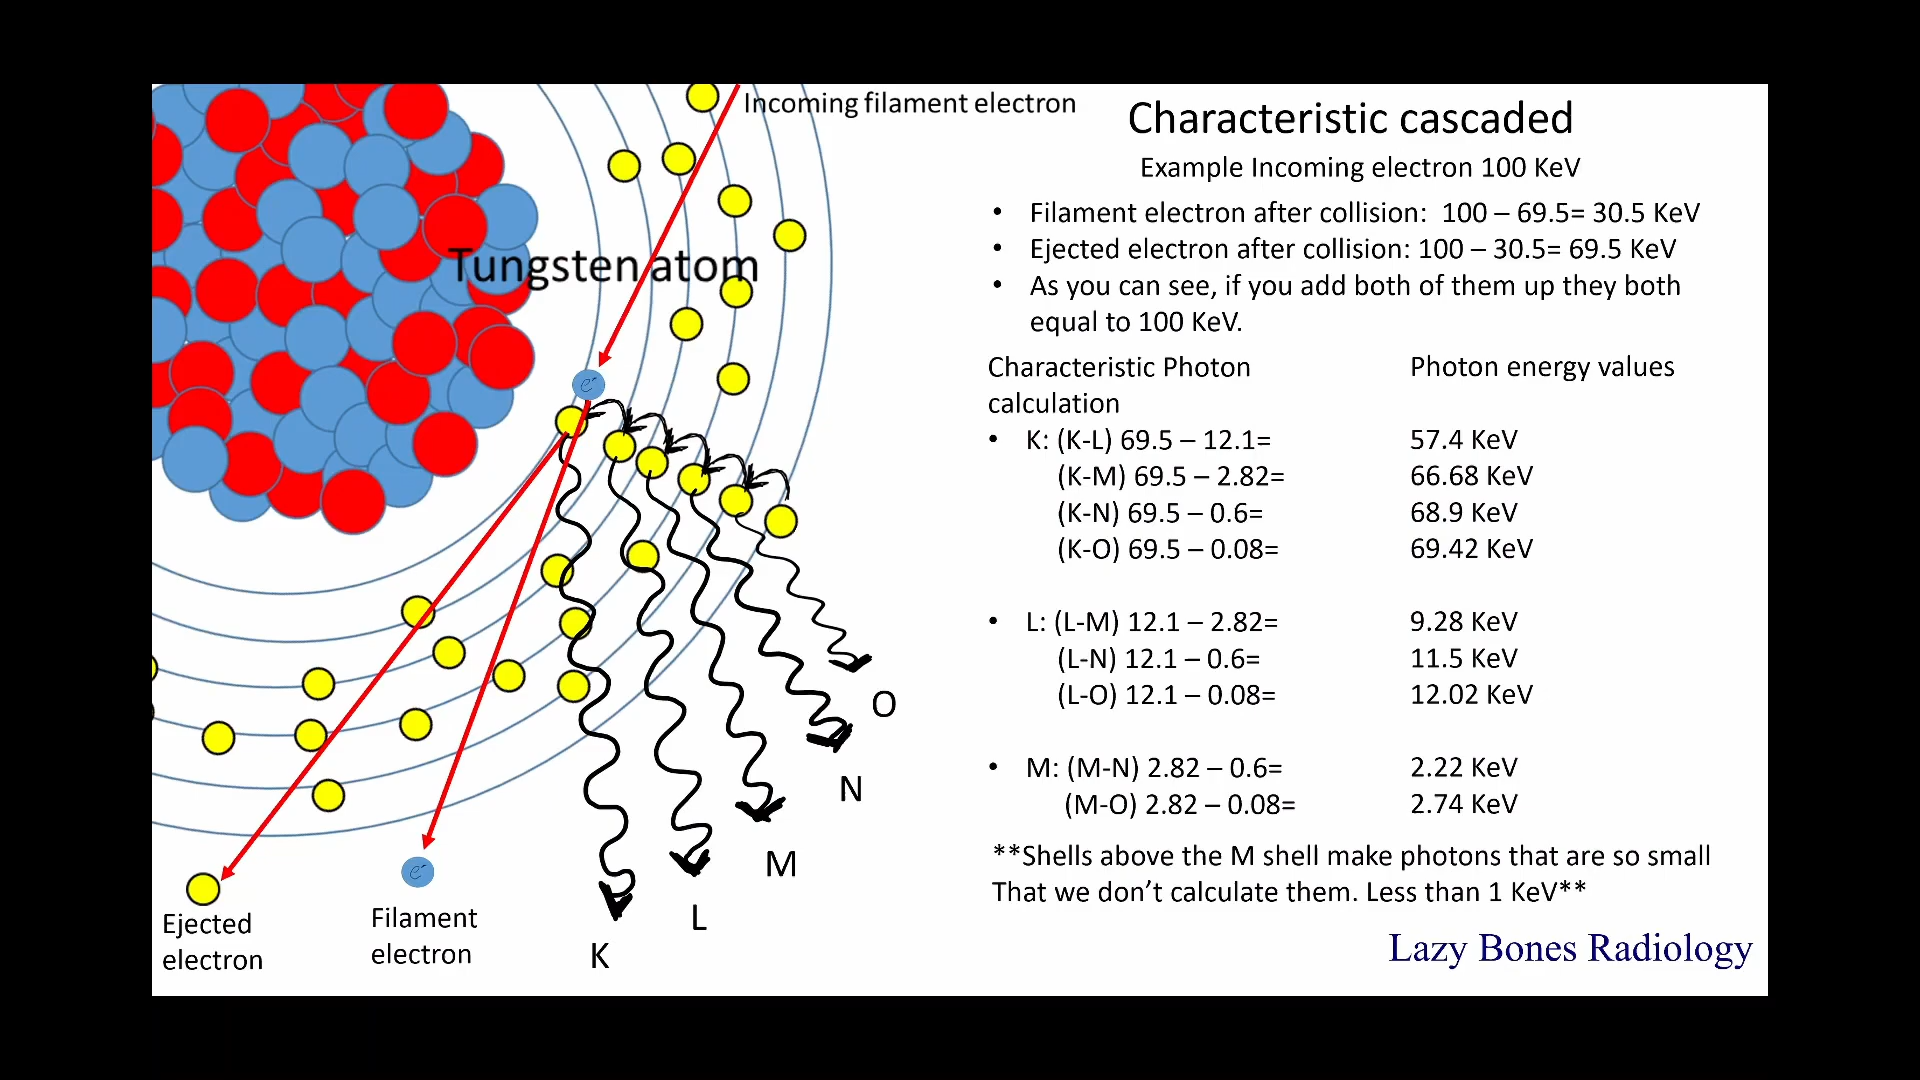 Incoming filament electron
Tungsten atom
e-
e-
Ejected
electron
Filament
electron
K
L
M
N
O
Characteristic cascaded
Example Incoming electron 100 KeV
• Filament electron after collision: 100 – 69.5= 30.5 KeV
• Ejected electron after collision: 100 – 30.5= 69.5 KeV
• As you can see, if you add both of them up they both
equal to 100 KeV.
Characteristic Photon Photon energy values
calculation
• K: (K-L) 69.5 – 12.1= 57.4 KeV
(K-M) 69.5 – 2.82= 66.68 KeV
(K-N) 69.5 – 0.6= 68.9 KeV
(K-O) 69.5 – 0.08= 69.42 KeV
• L: (L-M) 12.1 – 2.82= 9.28 KeV
(L-N) 12.1 – 0.6= 11.5 KeV
(L-O) 12.1 – 0.08= 12.02 KeV
• M: (M-N) 2.82 – 0.6= 2.22 KeV
(M-O) 2.82 – 0.08= 2.74 KeV
**Shells above the M shell make photons that are so small
That we don’t calculate them. Less than 1 KeV**
Lazy Bones Radiology